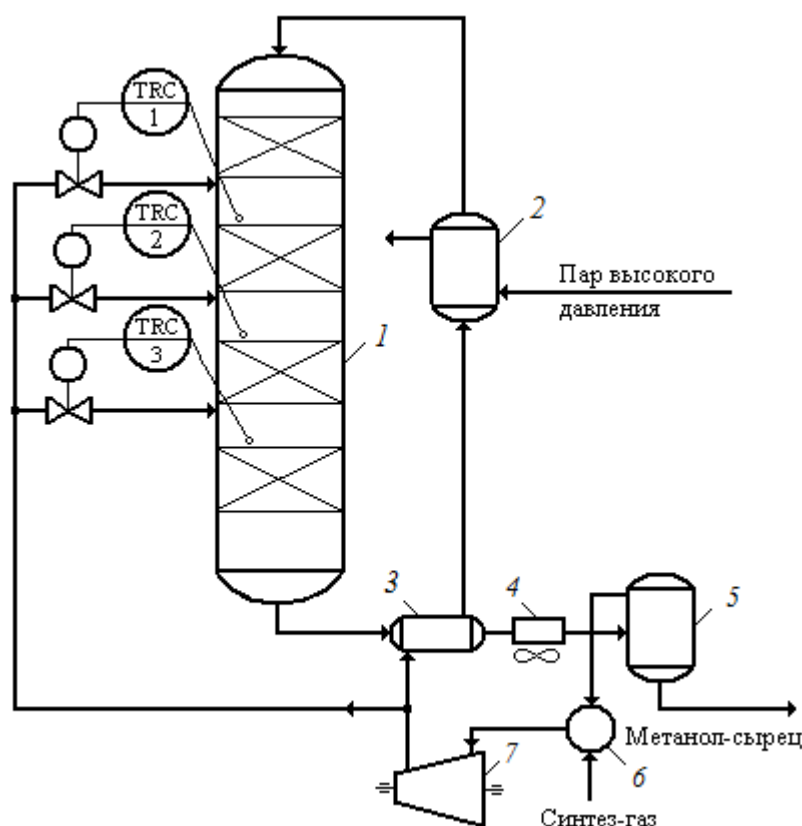 TRC
1
2
TRC
2
Пар высокого
давления
TRC
3
1
3
4
5
Метанол-сырец
7
6
Синтез-газ